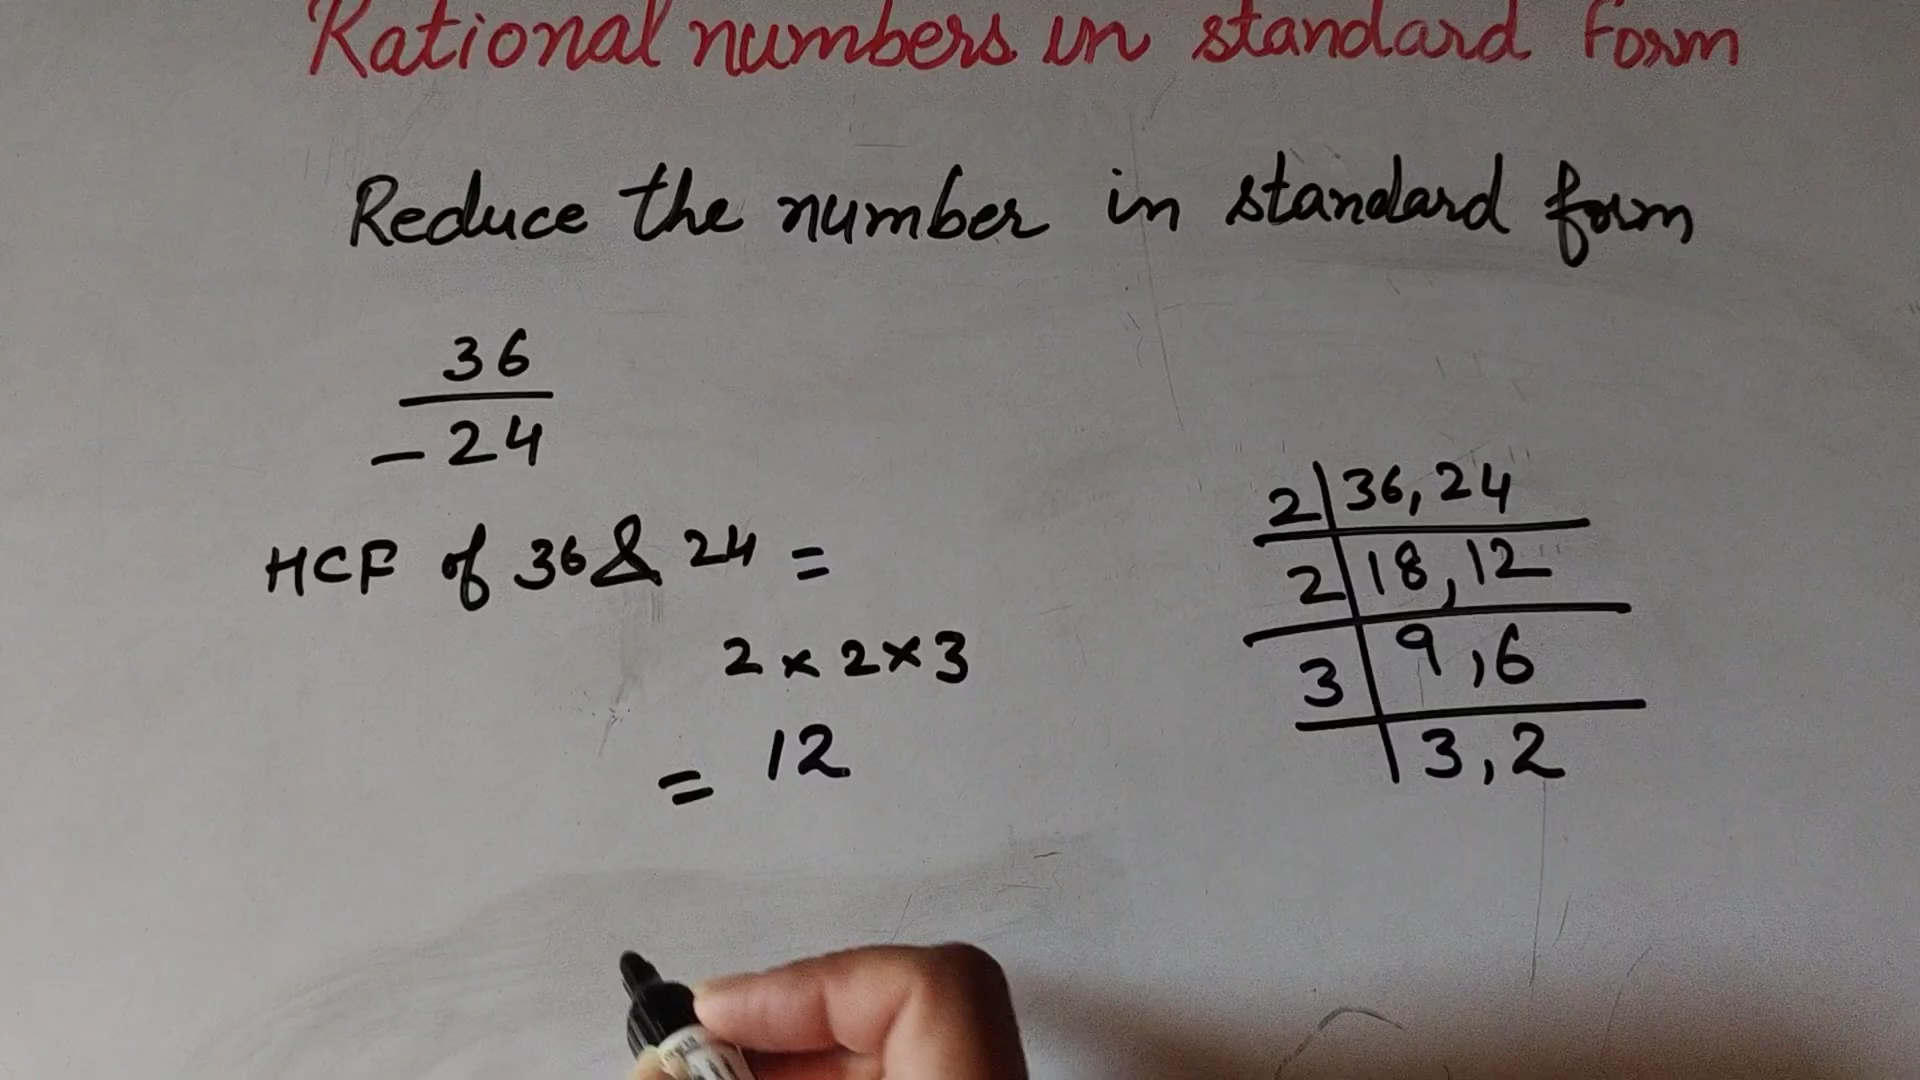 Rational numbers in standard form
Reduce the number in standard form
36
-24
HCF of 36 & 24 =
2 × 2 × 3
= 12
2 | 36, 24
2 | 18, 12
3 | 9, 6
| 3, 2